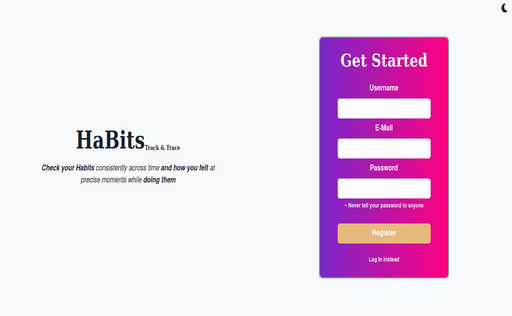 HaBits Track & Trace
Check your Habits consistently across time and how you felt at
precise moments while doing them
Get Started
Username
E-Mail
Password
~ Never tell your password to anyone
Register
Log In instead